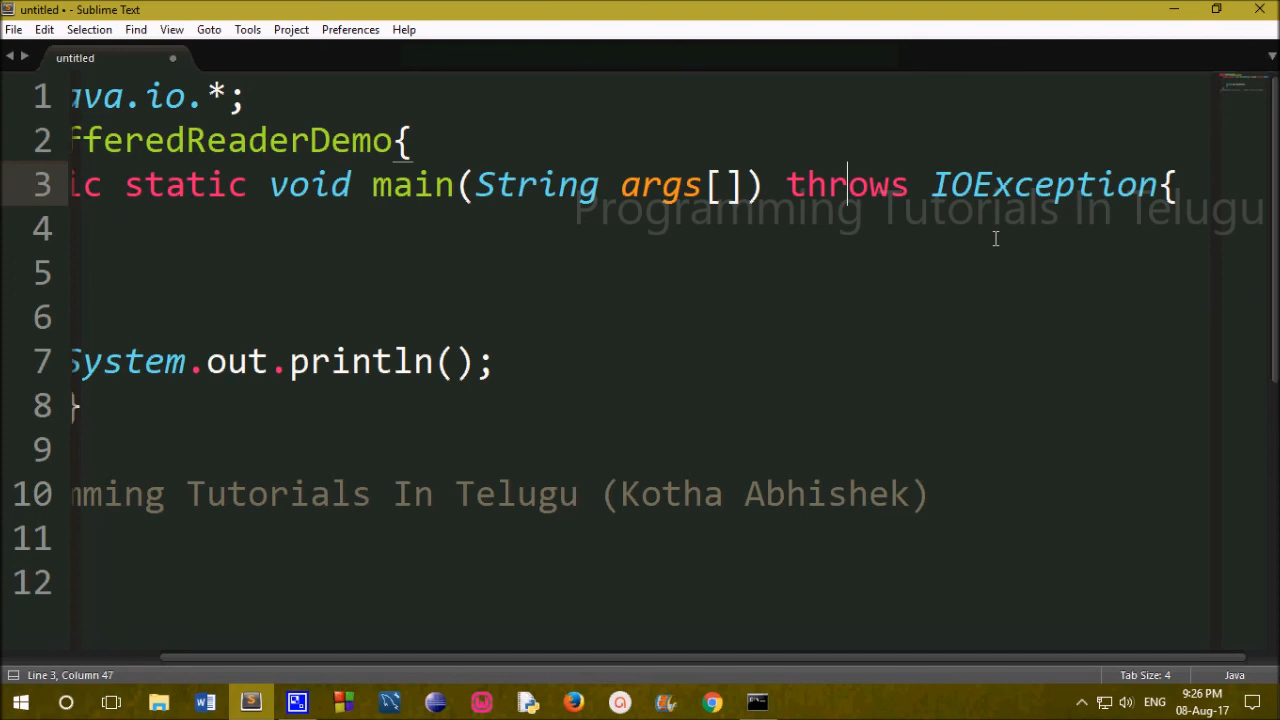 untitled • - Sublime Text
File Edit Selection Find View Goto Tools Project Preferences Help
untitled
1 ava.io.*;
2 fferedReaderDemo{
3 ic static void main(String args[]) throws IOException{
Programming Tutorials In Telugu
4
5
6
7 System.out.println();
8 }
9
10 mming Tutorials In Telugu (Kotha Abhishek)
11
12
Line 3, Column 47 Tab Size: 4 Java
ENG 9:26 PM
08-Aug-17